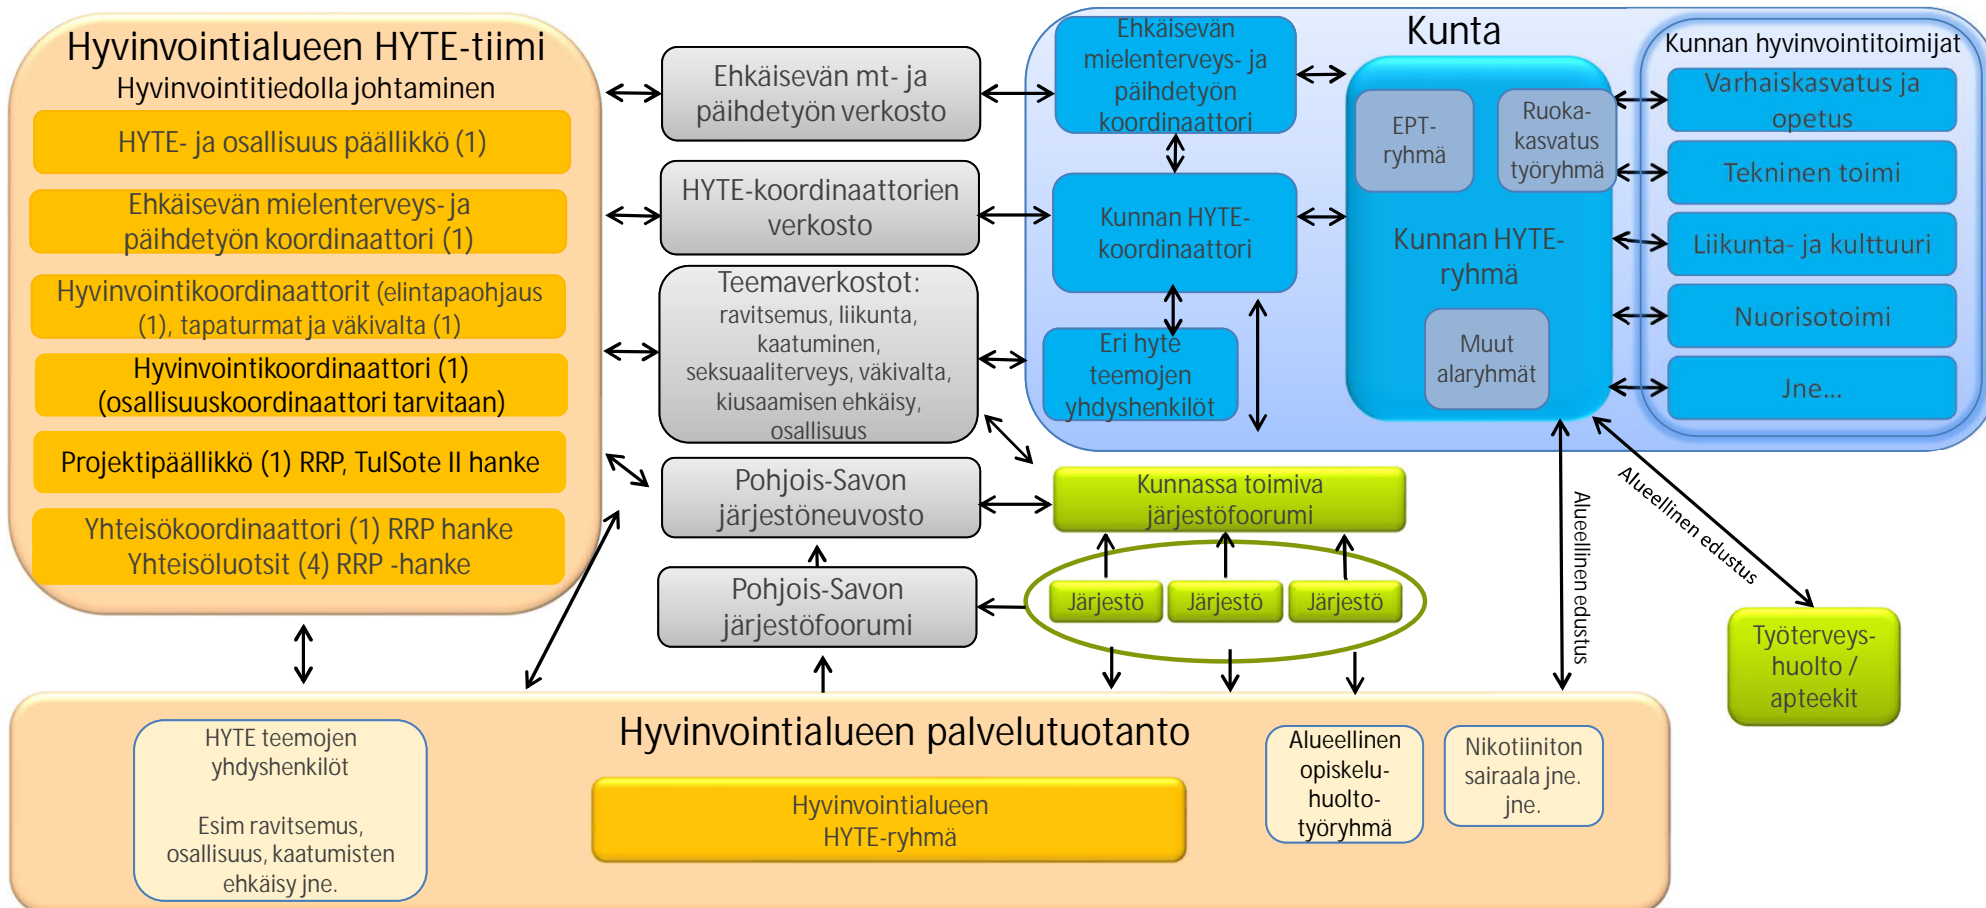 Hyvinvointialueen HYTE-tiimi
Hyvinvointitiedolla johtaminen
HYTE- ja osallisuus päällikkö (1)
Ehkäisevän mielenterveys- ja
päihdetyön koordinaattori (1)
Hyvinvointikoordinaattorit (elintapaohjaus
(1), tapaturmat ja väkivalta (1)
Hyvinvointikoordinaattori (1)
(osallisuuskoordinaattori tarvitaan)
Projektipäällikkö (1) RRP, TulSote II hanke
Yhteisökoordinaattori (1) RRP hanke
Yhteisöluotsit (4) RRP -hanke
Ehkäisevän mt- ja
päihdetyön verkosto
HYTE-koordinaattorien
verkosto
Teemaverkostot:
ravitsemus, liikunta,
kaatuminen,
seksuaaliterveys, väkivalta,
kiusaamisen ehkäisy,
osallisuus
Pohjois-Savon
järjestöneuvosto
Pohjois-Savon
järjestöfoorumi
Kunta
Ehkäisevän
mielenterveys- ja
päihdetyön
koordinaattori
Kunnan HYTE-
koordinaattori
Eri hyte
teemojen
yhdyshenkilöt
EPT-
ryhmä
Ruoka-
kasvatus
työryhmä
Kunnan HYTE-
ryhmä
Muut
alaryhmät
Kunnan hyvinvointitoimijat
Varhaiskasvatus ja
opetus
Tekninen toimi
Liikunta- ja kulttuuri
Nuorisotoimi
Jne...
Kunnassa toimiva
järjestöfoorumi
Järjestö
Järjestö
Järjestö
Alueellinen edustus
Alueellinen edustus
Työterveys-
huolto /
apteekit
Hyvinvointialueen palvelutuotanto
HYTE teemojen
yhdyshenkilöt
Esim ravitsemus,
osallisuus, kaatumisten
ehkäisy jne.
Hyvinvointialueen
HYTE-ryhmä
Alueellinen
opiskelu-
huolto-
työryhmä
Nikotiiniton
sairaala jne.
jne.